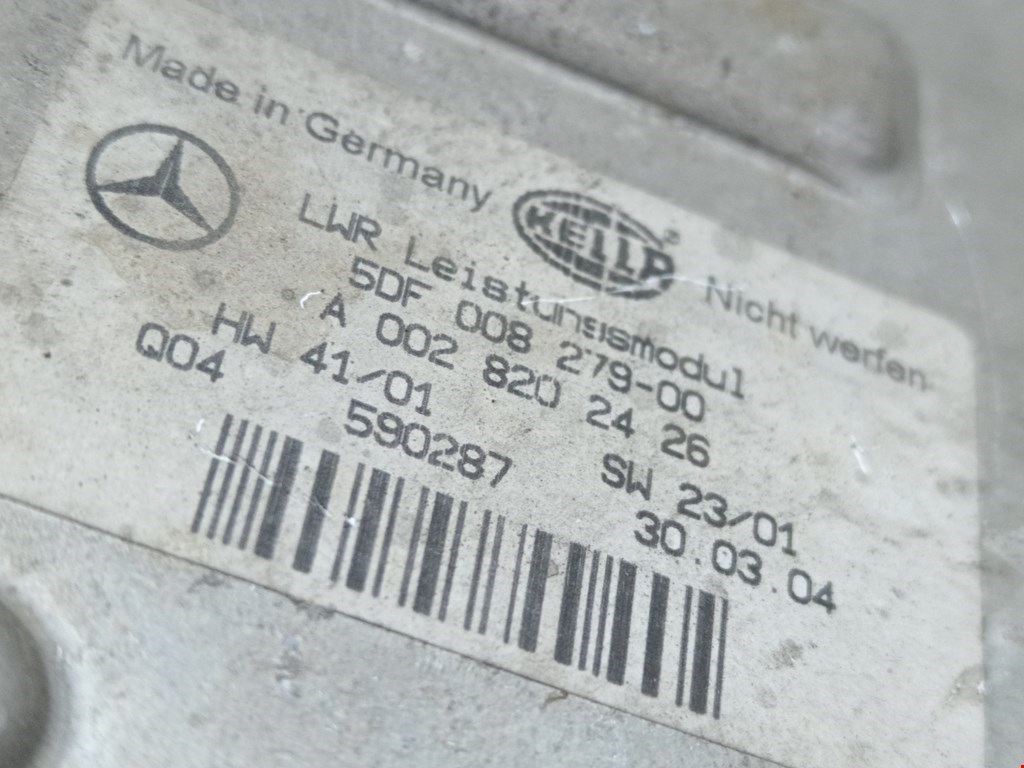 Made in Germany
HELLA
®
Nicht werfen
LWR Leistungsmodul
5DF 008 279-00
A 002 820 24 26
HW 41/01
SW 23/01
Q04
590287
30.03.04